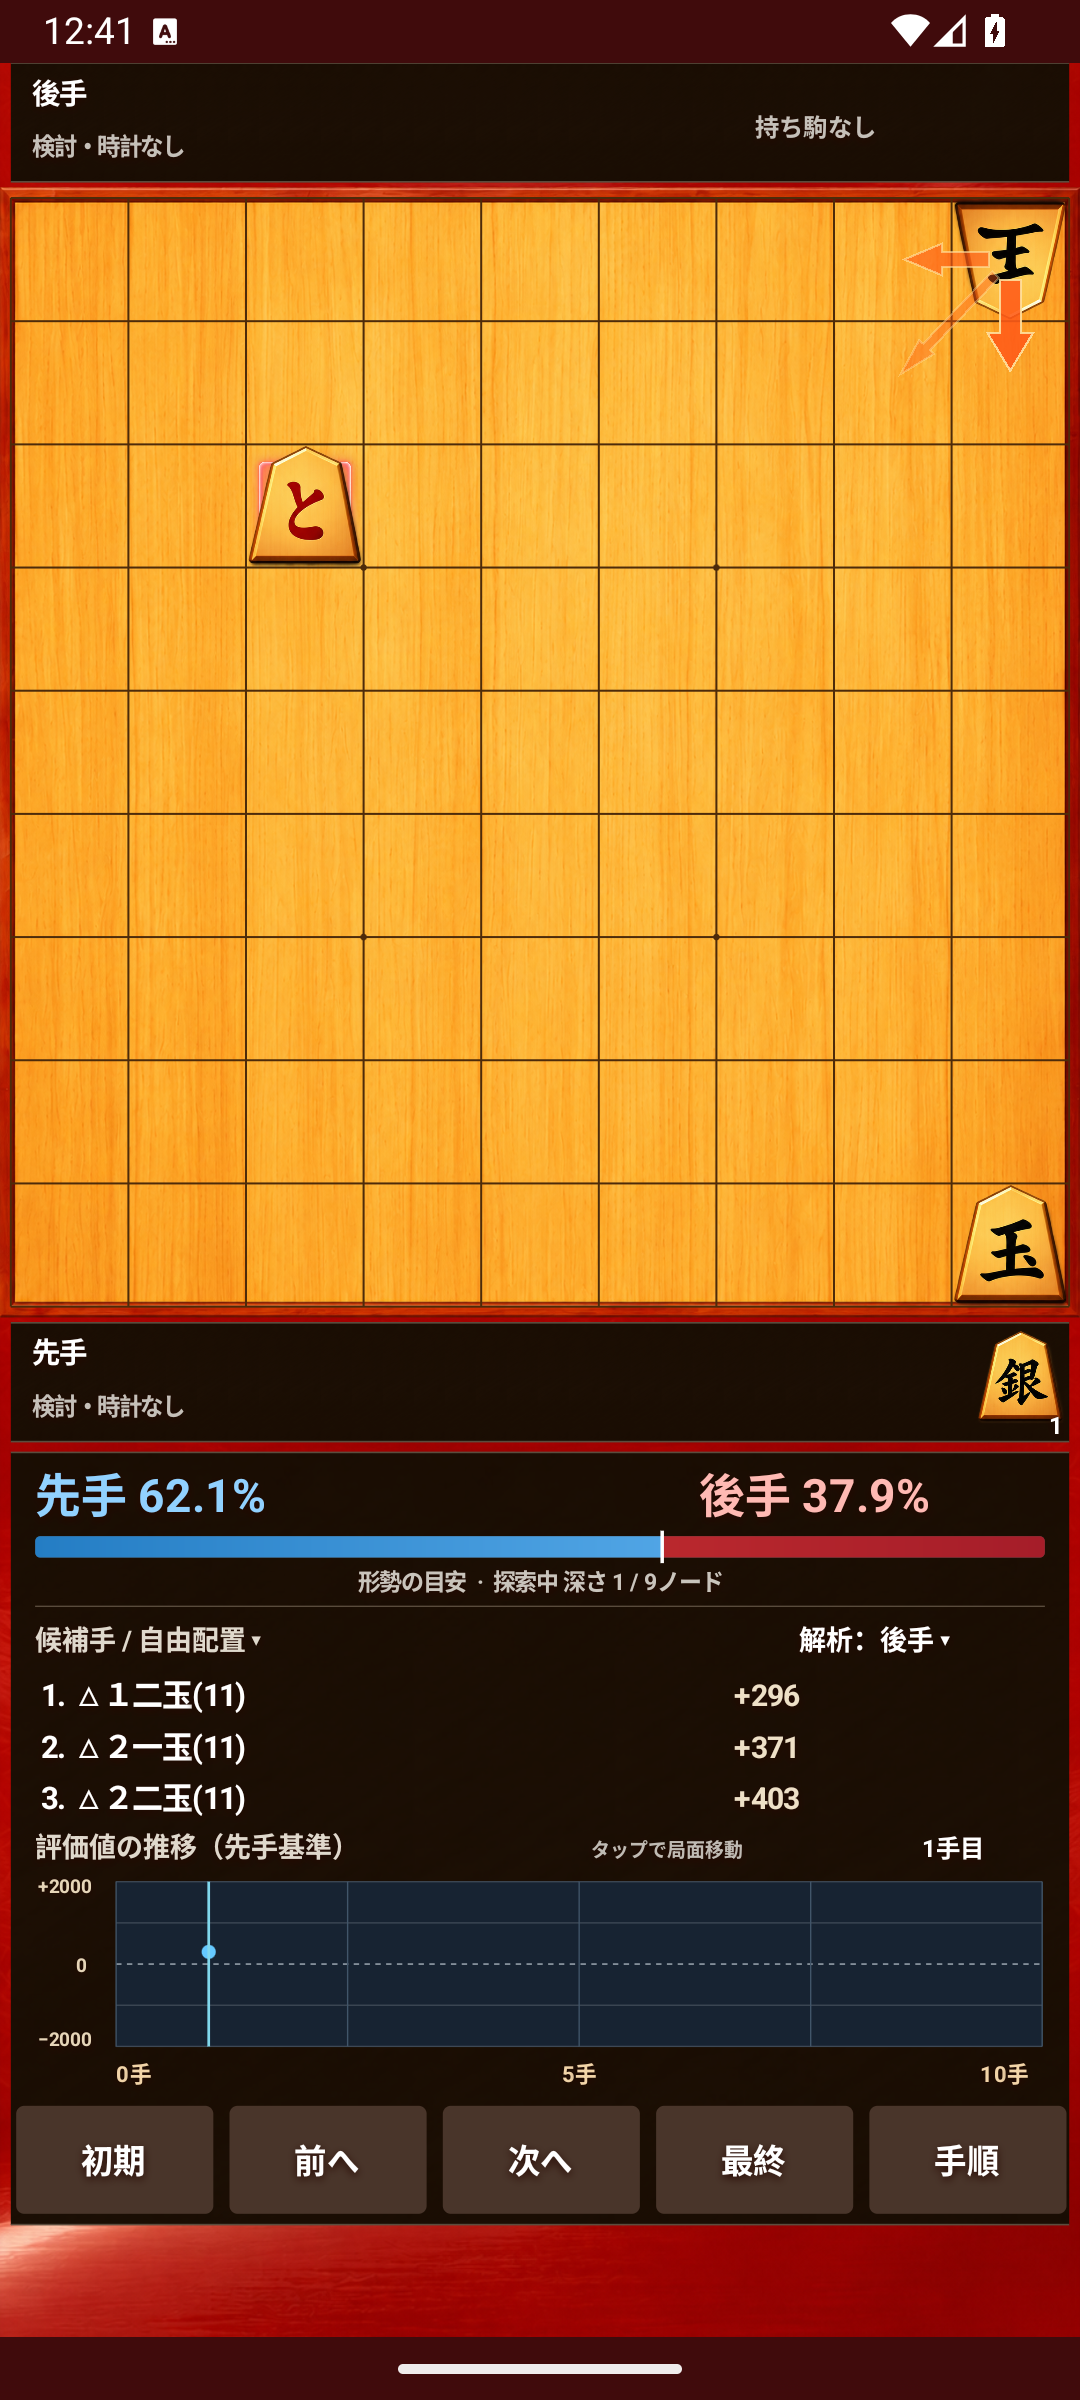 12:41 A
後手
検討・時計なし
持ち駒なし
王
と
玉
先手
検討・時計なし
銀
1
先手 62.1%
後手 37.9%
形勢の目安 · 探索中 深さ 1 / 9ノード
候補手 / 自由配置 ▾
解析: 後手 ▾
1. △１二玉(11) +296
2. △２一玉(11) +371
3. △２二玉(11) +403
評価値の推移（先手基準） タップで局面移動 1手目
+2000
0
−2000
0手 5手 10手
初期 前へ 次へ 最終 手順